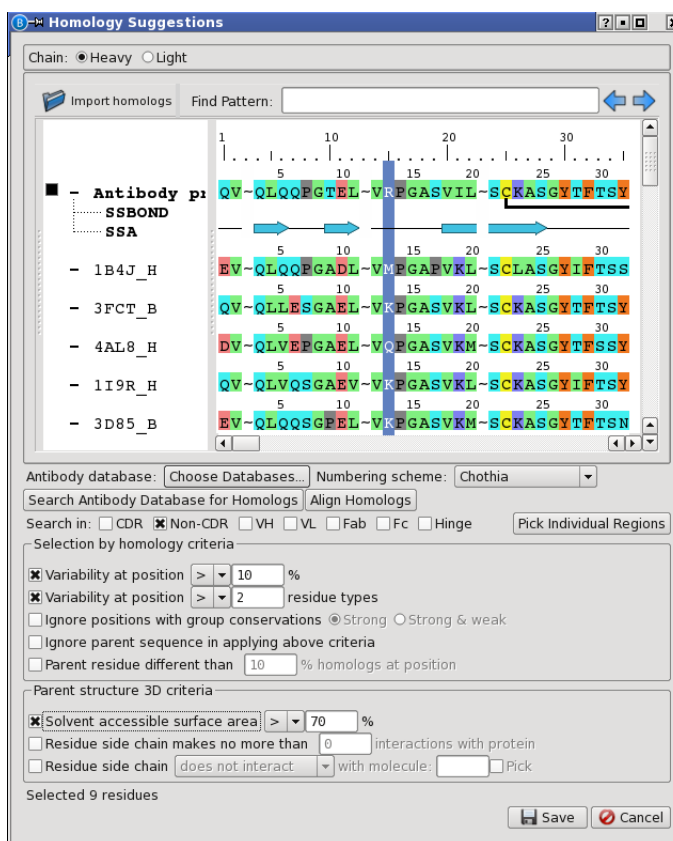 B Homology Suggestions
Chain: Heavy Light
Import homologs Find Pattern:
1 10 20 30
5 10 15 20 25 30
Antibody pr QV~QLQQPGTEL~VRPGASVIL~SCKASGYTFTSY
SSBOND
SSA
5 10 15 20 25 30
1B4J_H EV~QLQQPGADL~VMPGAPVKL~SCLASGYIFTSS
5 10 15 20 25 30
3FCT_B QV~QLLESGAEL~VKPGASVKL~SCKASGYTFTSY
5 10 15 20 25 30
4AL8_H DV~QLVEPGAEL~VQPGASVKM~SCKASGYTFSSY
5 10 15 20 25 30
1I9R_H QV~QLVQSGAEV~VKPGASVKL~SCKASGYIFTSY
5 10 15 20 25 30
3D85_B EV~QLQQSGPEL~VKPGASVKM~SCKASGYTFTSN
Antibody database: Choose Databases... Numbering scheme: Chothia
Search Antibody Database for Homologs Align Homologs
Search in: CDR Non-CDR VH VL Fab Fc Hinge Pick Individual Regions
Selection by homology criteria
Variability at position > 10 %
Variability at position > 2 residue types
Ignore positions with group conservations Strong Strong & weak
Ignore parent sequence in applying above criteria
Parent residue different than 10 % homologs at position
Parent structure 3D criteria
Solvent accessible surface area > 70 %
Residue side chain makes no more than 0 interactions with protein
Residue side chain does not interact with molecule: Pick
Selected 9 residues
Save Cancel